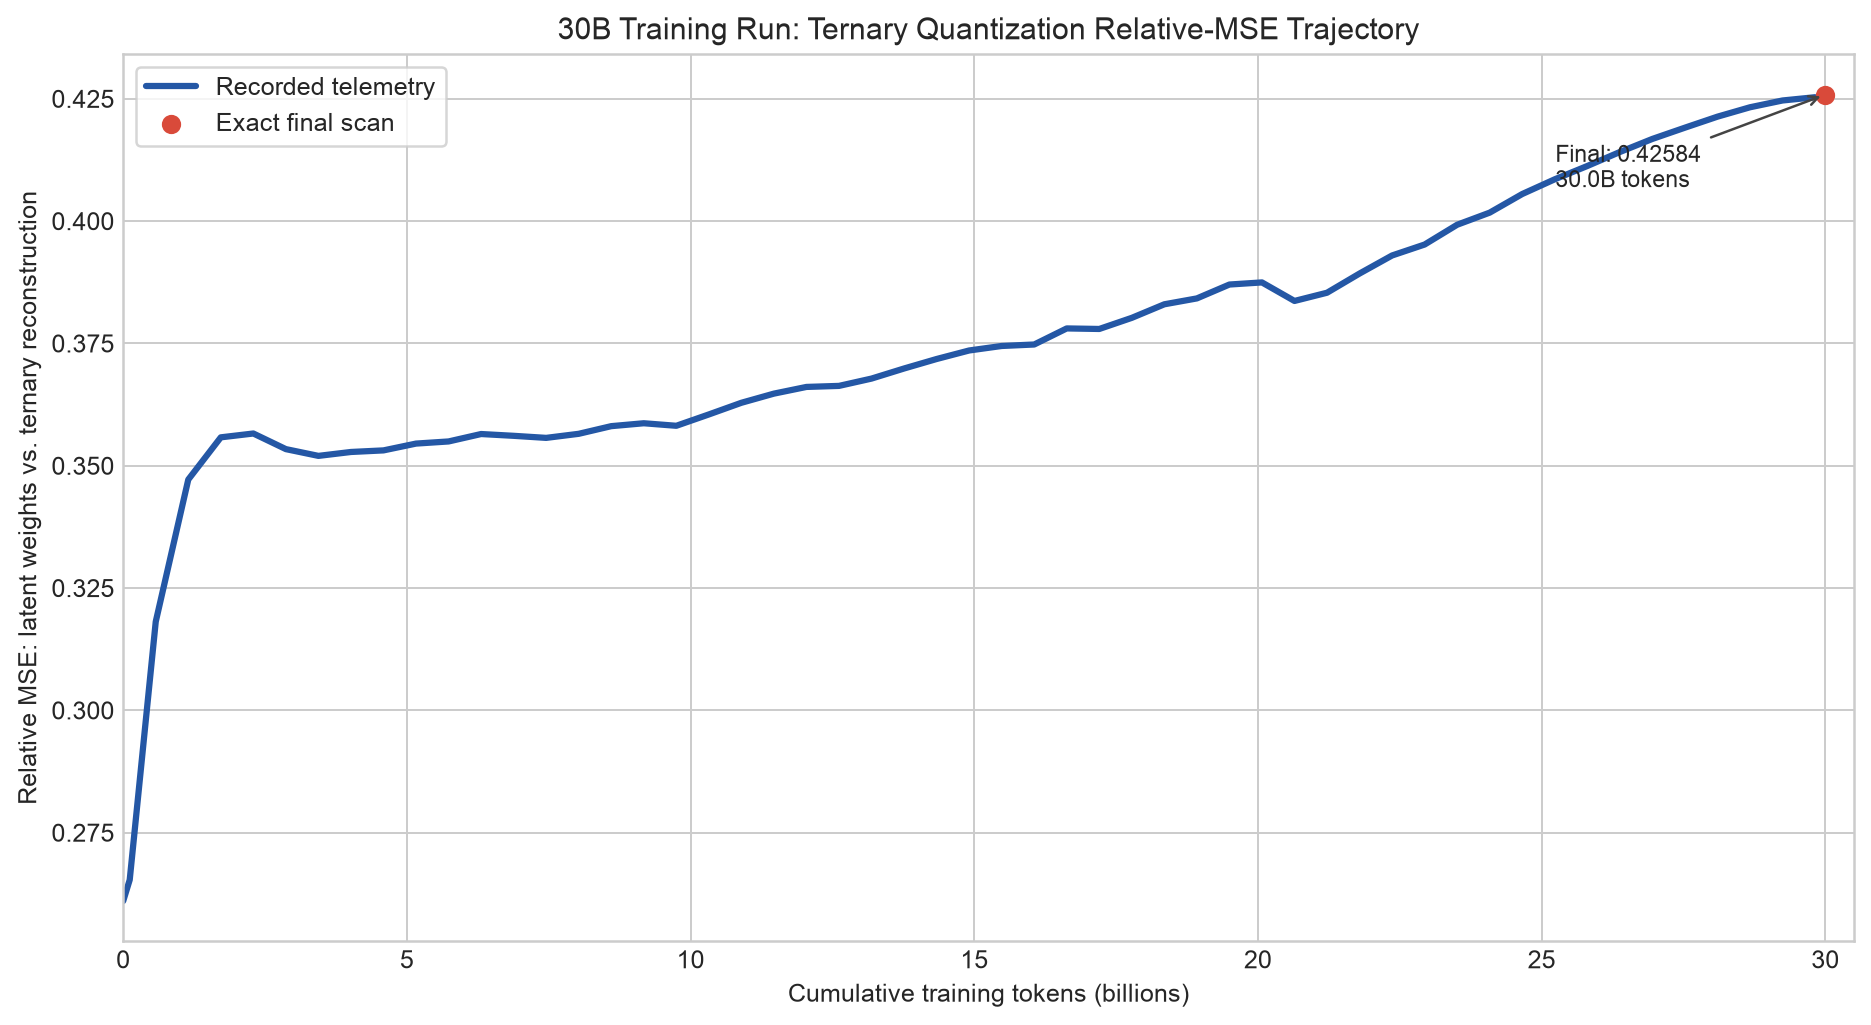 30B Training Run: Ternary Quantization Relative-MSE Trajectory
Recorded telemetry
Exact final scan
Relative MSE: latent weights vs. ternary reconstruction
0.425
0.400
0.375
0.350
0.325
0.300
0.275
Final: 0.42584
30.0B tokens
0
5
10
15
20
25
30
Cumulative training tokens (billions)